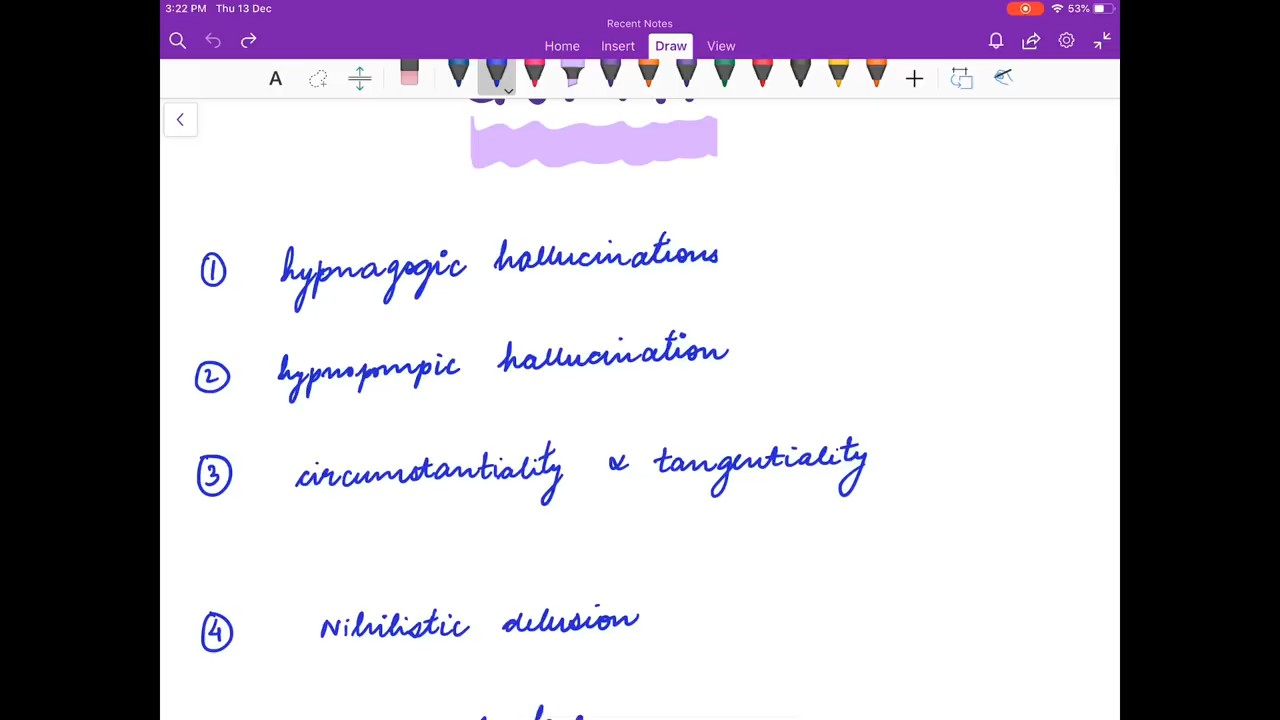 3:22 PM Thu 13 Dec
53%
Recent Notes
Home Insert Draw View
A
① hypnagogic hallucinations
② hypnopompic hallucination
③ circumstantiality & tangentiality
④ Nihilistic delusion